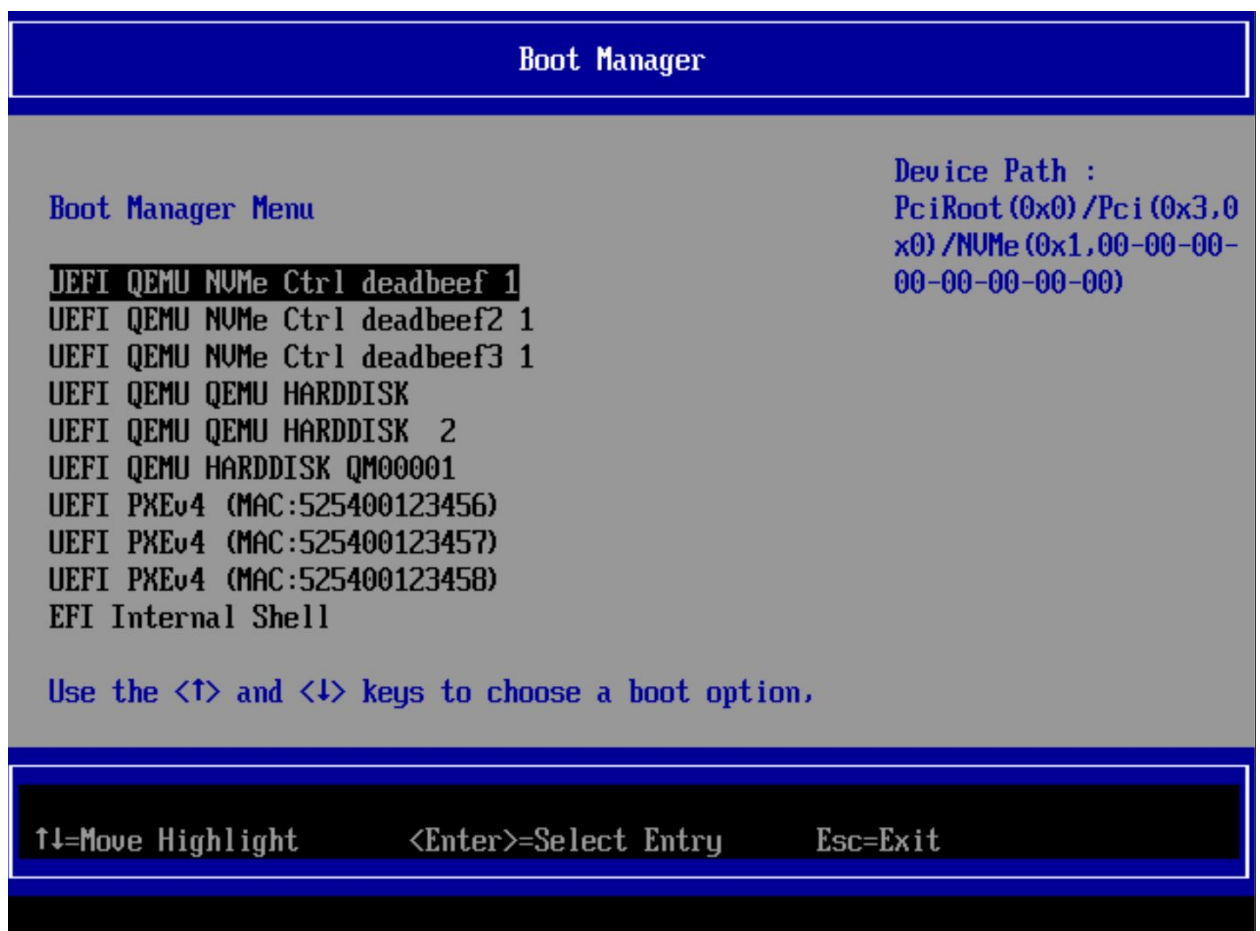 Boot Manager
Boot Manager Menu
UEFI QEMU NVMe Ctrl deadbeef 1
UEFI QEMU NVMe Ctrl deadbeef2 1
UEFI QEMU NVMe Ctrl deadbeef3 1
UEFI QEMU QEMU HARDDISK
UEFI QEMU QEMU HARDDISK  2
UEFI QEMU HARDDISK QM00001
UEFI PXEv4 (MAC:525400123456)
UEFI PXEv4 (MAC:525400123457)
UEFI PXEv4 (MAC:525400123458)
EFI Internal Shell
Use the <↑> and <↓> keys to choose a boot option,
Device Path :
PciRoot(0x0)/Pci(0x3,0
x0)/NVMe(0x1,00-00-00-
00-00-00-00-00)
↑↓=Move Highlight
<Enter>=Select Entry
Esc=Exit